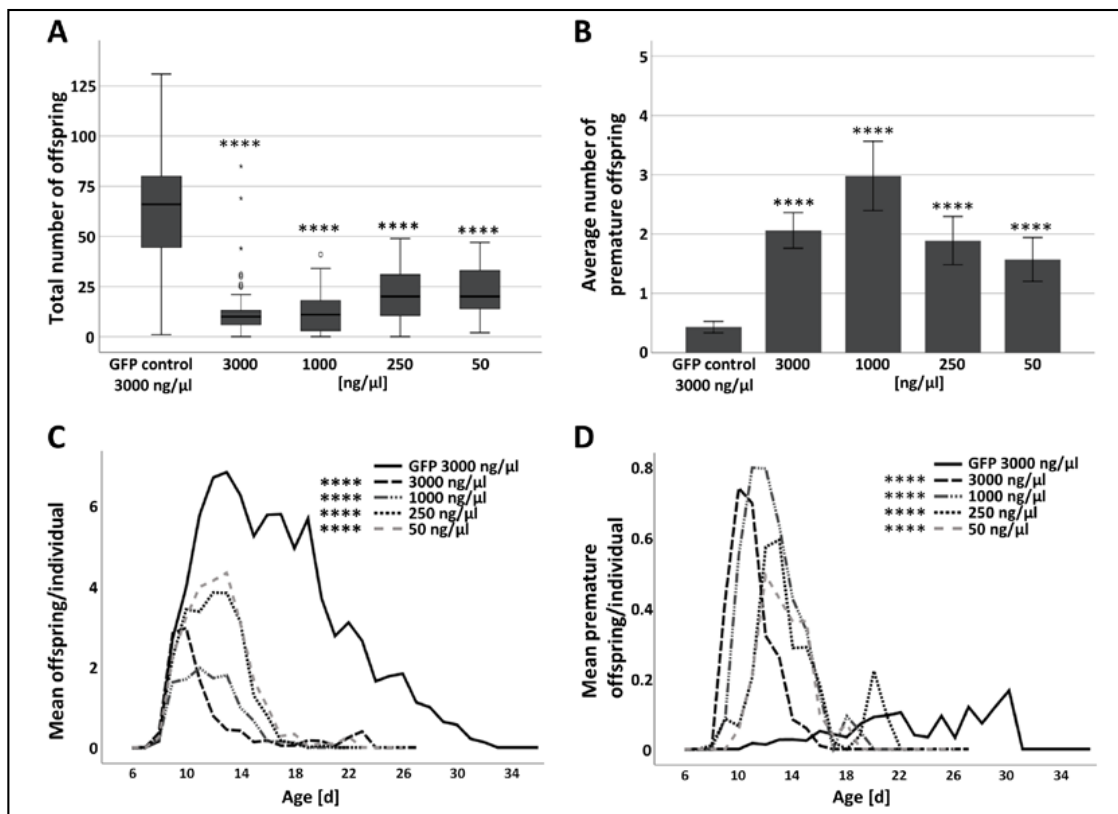 A
Total number of offspring
125
100
75
50
25
0
****
****
****
****
GFP control
3000 ng/µl
3000
1000
250
50
[ng/µl]
B
Average number of
premature offspring
5
4
3
2
1
0
****
****
****
****
GFP control
3000 ng/µl
3000
1000
250
50
[ng/µl]
C
Mean offspring/individual
6
4
2
0
GFP 3000 ng/µl
**** 3000 ng/µl
**** 1000 ng/µl
**** 250 ng/µl
**** 50 ng/µl
6 10 14 18 22 26 30 34
Age [d]
D
Mean premature
offspring/individual
0.8
0.6
0.4
0.2
0
GFP 3000 ng/µl
**** 3000 ng/µl
**** 1000 ng/µl
**** 250 ng/µl
**** 50 ng/µl
6 10 14 18 22 26 30 34
Age [d]